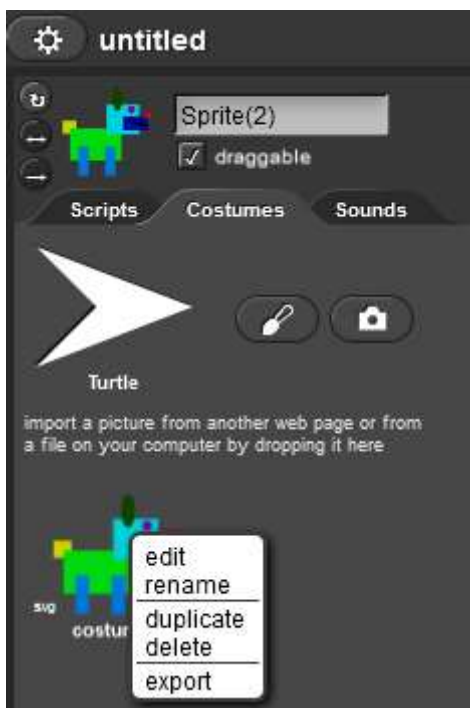 untitled
Sprite(2)
draggable
Scripts Costumes Sounds
Turtle
import a picture from another web page or from
a file on your computer by dropping it here
edit
rename
svg
costur
duplicate
delete
export